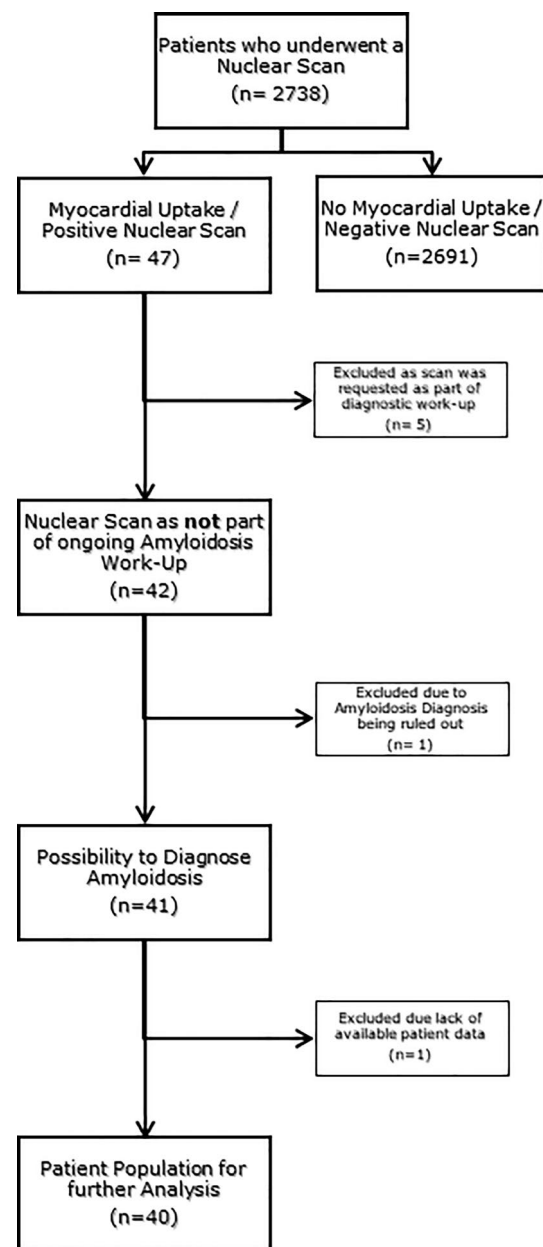 Patients who underwent a
Nuclear Scan
(n= 2738)
Myocardial Uptake /
Positive Nuclear Scan
(n= 47)
No Myocardial Uptake /
Negative Nuclear Scan
(n=2691)
Excluded as scan was
requested as part of
diagnostic work-up
(n= 5)
Nuclear Scan as not part
of ongoing Amyloidosis
Work-Up
(n=42)
Excluded due to
Amyloidosis Diagnosis
being ruled out
(n= 1)
Possibility to Diagnose
Amyloidosis
(n=41)
Excluded due lack of
available patient data
(n=1)
Patient Population for
further Analysis
(n=40)